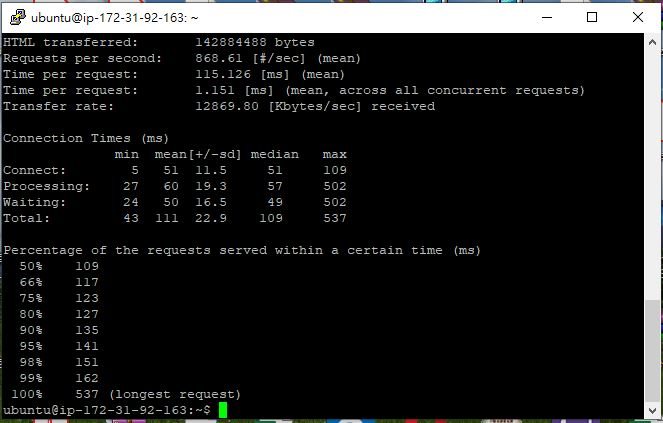 ubuntu@ip-172-31-92-163: ~
HTML transferred: 142884488 bytes
Requests per second: 868.61 [#/sec] (mean)
Time per request: 115.126 [ms] (mean)
Time per request: 1.151 [ms] (mean, across all concurrent requests)
Transfer rate: 12869.80 [Kbytes/sec] received
Connection Times (ms)
min mean[+/-sd] median max
Connect: 5 51 11.5 51 109
Processing: 27 60 19.3 57 502
Waiting: 24 50 16.5 49 502
Total: 43 111 22.9 109 537
Percentage of the requests served within a certain time (ms)
50% 109
66% 117
75% 123
80% 127
90% 135
95% 141
98% 151
99% 162
100% 537 (longest request)
ubuntu@ip-172-31-92-163:~$